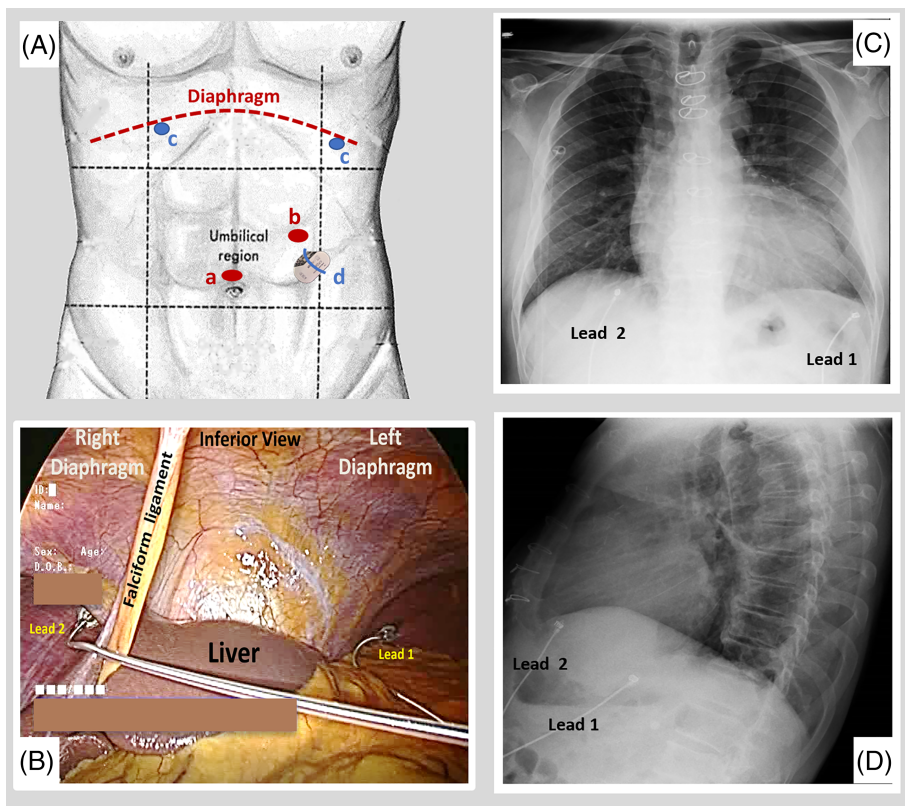 (A)
Diaphragm
c
c
b
Umbilical
region
a
d
(C)
Lead 2
Lead 1
Right
Diaphragm
Inferior View
Left
Diaphragm
ID:
Name:
Falciform ligament
Sex: Age:
D.O.B.:
Lead 2
Liver
Lead 1
(B)
Lead 2
Lead 1
(D)